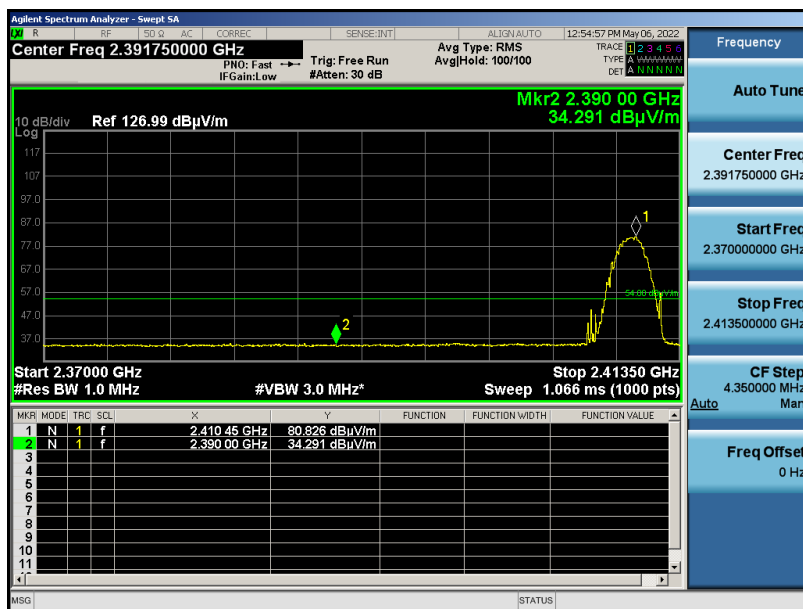 Agilent Spectrum Analyzer - Swept SA
LXI R RF 50 Ω AC CORREC SENSE:INT ALIGN AUTO 12:54:57 PM May 06, 2022
Center Freq 2.391750000 GHz
PNO: Fast
IFGain:Low
Trig: Free Run
#Atten: 30 dB
Avg Type: RMS
Avg|Hold: 100/100
TRACE 1 2 3 4 5 6
TYPE A WWWWW
DET A N N N N N
Mkr2 2.390 00 GHz
34.291 dBµV/m
10 dB/div Ref 126.99 dBµV/m
Log
117
107
97.0
87.0
77.0
67.0
57.0
47.0
37.0
1
54.00 dBµV/m
2
Start 2.37000 GHz Stop 2.41350 GHz
#Res BW 1.0 MHz #VBW 3.0 MHz* Sweep 1.066 ms (1000 pts)
MKR MODE TRC SCL X Y FUNCTION FUNCTION WIDTH FUNCTION VALUE
1 N 1 f 2.410 45 GHz 80.826 dBµV/m
2 N 1 f 2.390 00 GHz 34.291 dBµV/m
3
4
5
6
7
8
9
10
11
MSG STATUS
Frequency
Auto Tune
Center Freq
2.391750000 GHz
Start Freq
2.370000000 GHz
Stop Freq
2.413500000 GHz
CF Step
4.350000 MHz
Auto Man
Freq Offset
0 Hz